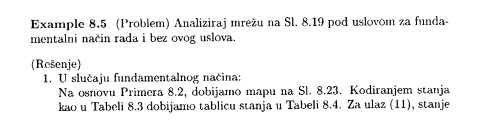 Example 8.5 (Problem) Analiziraj mrežu na Sl. 8.19 pod uslovom za funda-
mentalni način rada i bez ovog uslova.
(Rešenje)
1. U slučaju fundamentalnog načina:
Na osnovu Primera 8.2, dobijamo mapu na Sl. 8.23. Kodiranjem stanja
kao u Tabeli 8.3 dobijamo tablicu stanja u Tabeli 8.4. Za ulaz (11), stanje